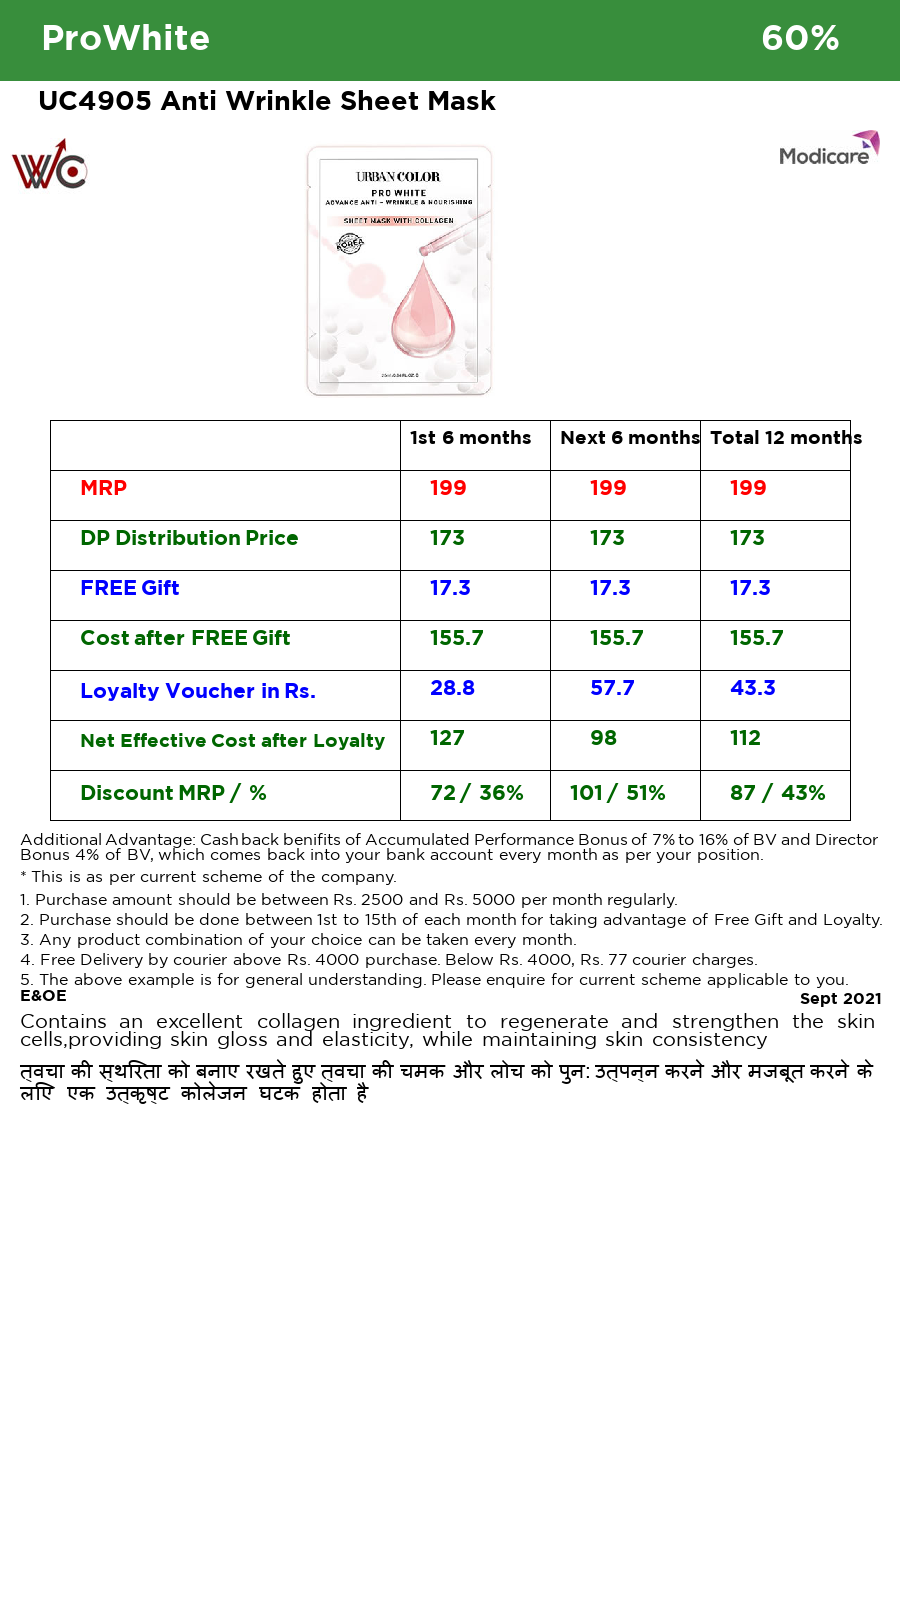 ProWhite 60%
UC4905 Anti Wrinkle Sheet Mask
WC
Modicare
URBAN COLOR
PRO WHITE
ADVANCE ANTI - WRINKLE & NOURISHING
SHEET MASK WITH COLLAGEN
KOREA
1st 6 months Next 6 months Total 12 months
MRP 199 199 199
DP Distribution Price 173 173 173
FREE Gift 17.3 17.3 17.3
Cost after FREE Gift 155.7 155.7 155.7
Loyalty Voucher in Rs. 28.8 57.7 43.3
Net Effective Cost after Loyalty 127 98 112
Discount MRP / % 72 / 36% 101 / 51% 87 / 43%
Additional Advantage: Cashback benifits of Accumulated Performance Bonus of 7% to 16% of BV and Director
Bonus 4% of BV, which comes back into your bank account every month as per your position.
* This is as per current scheme of the company.
1. Purchase amount should be between Rs. 2500 and Rs. 5000 per month regularly.
2. Purchase should be done between 1st to 15th of each month for taking advantage of Free Gift and Loyalty.
3. Any product combination of your choice can be taken every month.
4. Free Delivery by courier above Rs. 4000 purchase. Below Rs. 4000, Rs. 77 courier charges.
5. The above example is for general understanding. Please enquire for current scheme applicable to you.
E&OE
Sept 2021
Contains an excellent collagen ingredient to regenerate and strengthen the skin
cells,providing skin gloss and elasticity, while maintaining skin consistency
त्वचा की स्थिरता को बनाए रखते हुए त्वचा की चमक और लोच को पुन: उत्पन्न करने और मजबूत करने के
लिए एक उत्कृष्ट कोलेजन घटक होता है